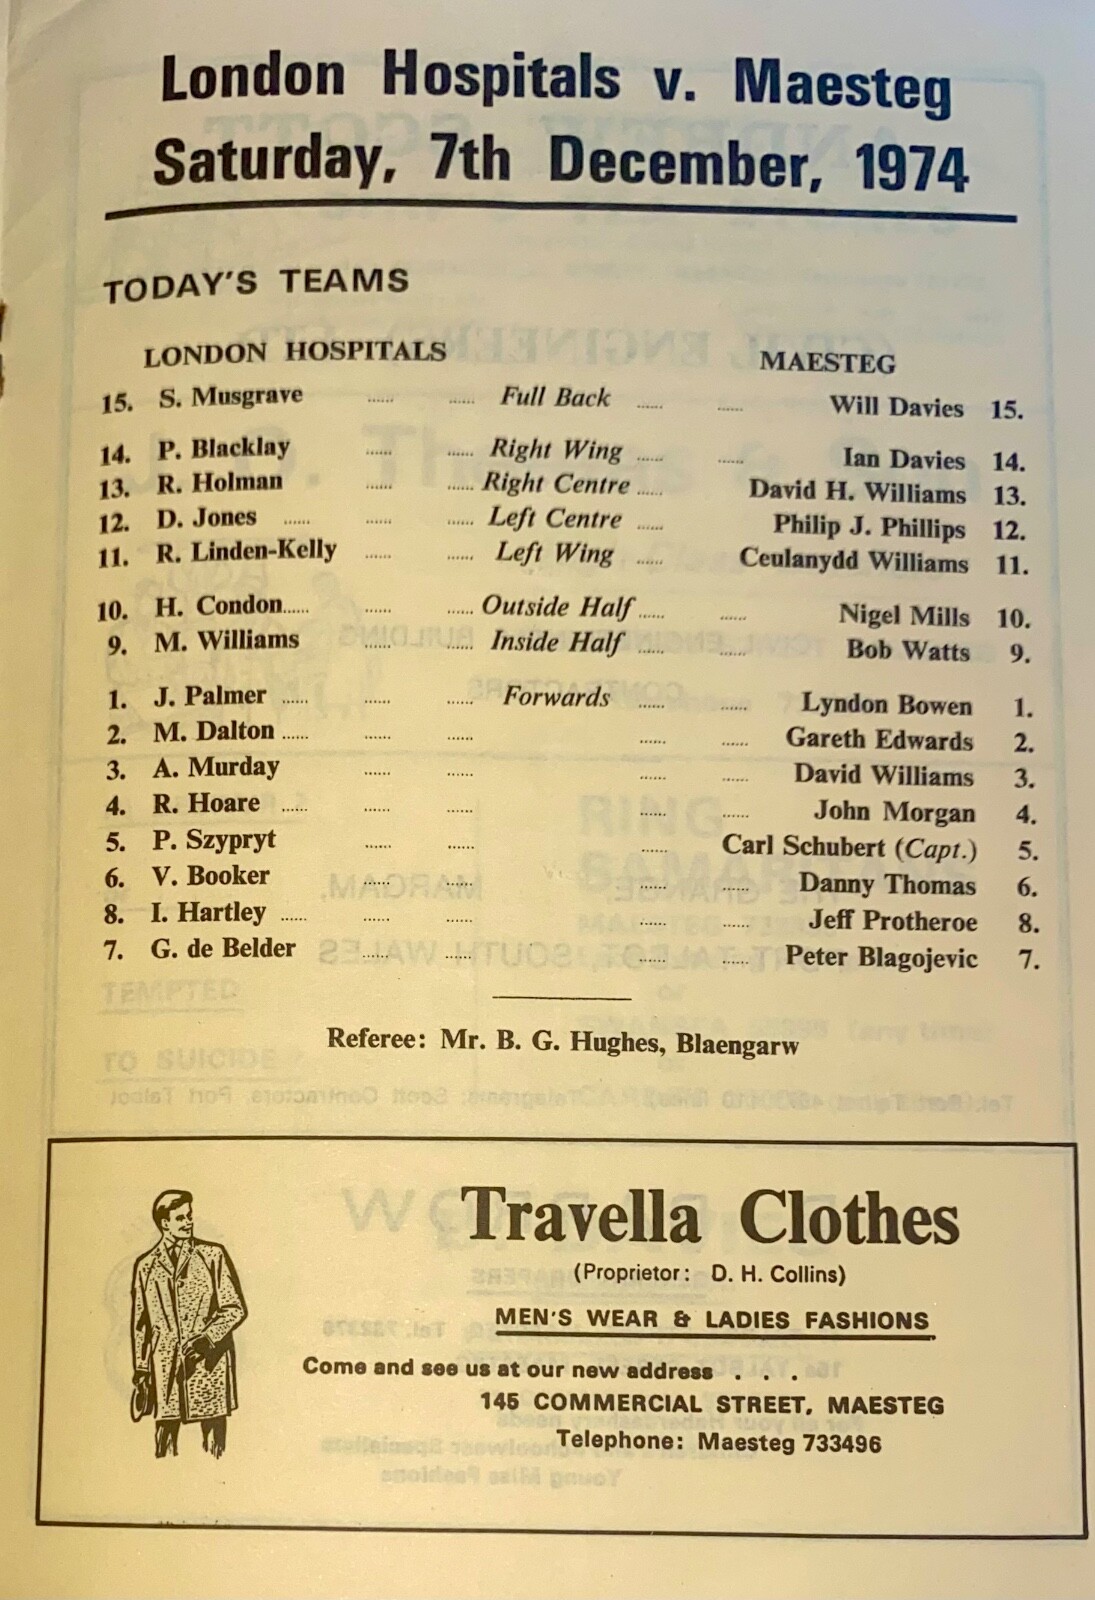 London Hospitals v. Maesteg
Saturday, 7th December, 1974
TODAY'S TEAMS
LONDON HOSPITALS MAESTEG
15. S. Musgrave ...... ...... Full Back ...... ...... Will Davies 15.
14. P. Blacklay ...... ...... Right Wing ...... ...... Ian Davies 14.
13. R. Holman ...... ...... Right Centre ...... David H. Williams 13.
12. D. Jones ...... ...... ...... Left Centre ...... Philip J. Phillips 12.
11. R. Linden-Kelly ...... ...... Left Wing ...... Ceulanydd Williams 11.
10. H. Condon...... ...... ...... Outside Half ...... ...... Nigel Mills 10.
9. M. Williams ...... ...... Inside Half ...... ...... Bob Watts 9.
1. J. Palmer ...... ...... ...... Forwards ...... ...... Lyndon Bowen 1.
2. M. Dalton ...... ...... ...... ...... ...... Gareth Edwards 2.
3. A. Murday ...... ...... ...... ...... David Williams 3.
4. R. Hoare ...... ...... ...... ...... ...... John Morgan 4.
5. P. Szypryt ...... ...... ...... Carl Schubert (Capt.) 5.
6. V. Booker ...... ...... ...... ...... Danny Thomas 6.
8. I. Hartley ...... ...... ...... ...... ...... Jeff Protheroe 8.
7. G. de Belder ...... ...... ...... ...... Peter Blagojevic 7.
Referee: Mr. B. G. Hughes, Blaengarw
Travella Clothes
(Proprietor: D. H. Collins)
MEN'S WEAR & LADIES FASHIONS
Come and see us at our new address . . .
145 COMMERCIAL STREET, MAESTEG
Telephone: Maesteg 733496